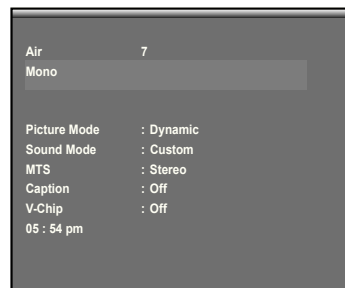 Air 7
Mono
Picture Mode : Dynamic
Sound Mode : Custom
MTS : Stereo
Caption : Off
V-Chip : Off
05 : 54 pm